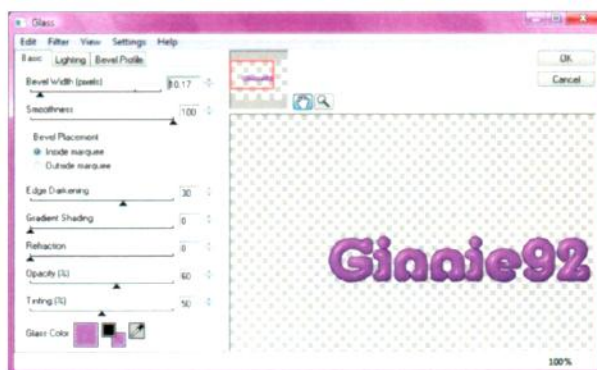 Glass
Edit Filter View Settings Help
Basic Lighting Bevel Profile
Bevel Width (pixels) 10.17
Smoothness 100
Bevel Placement
Inside marquee
Outside marquee
Edge Darkening 30
Gradient Shading 0
Refraction 0
Opacity (%) 60
Tinting (%) 50
Glass Color
OK
Cancel
Ginnie92
100%